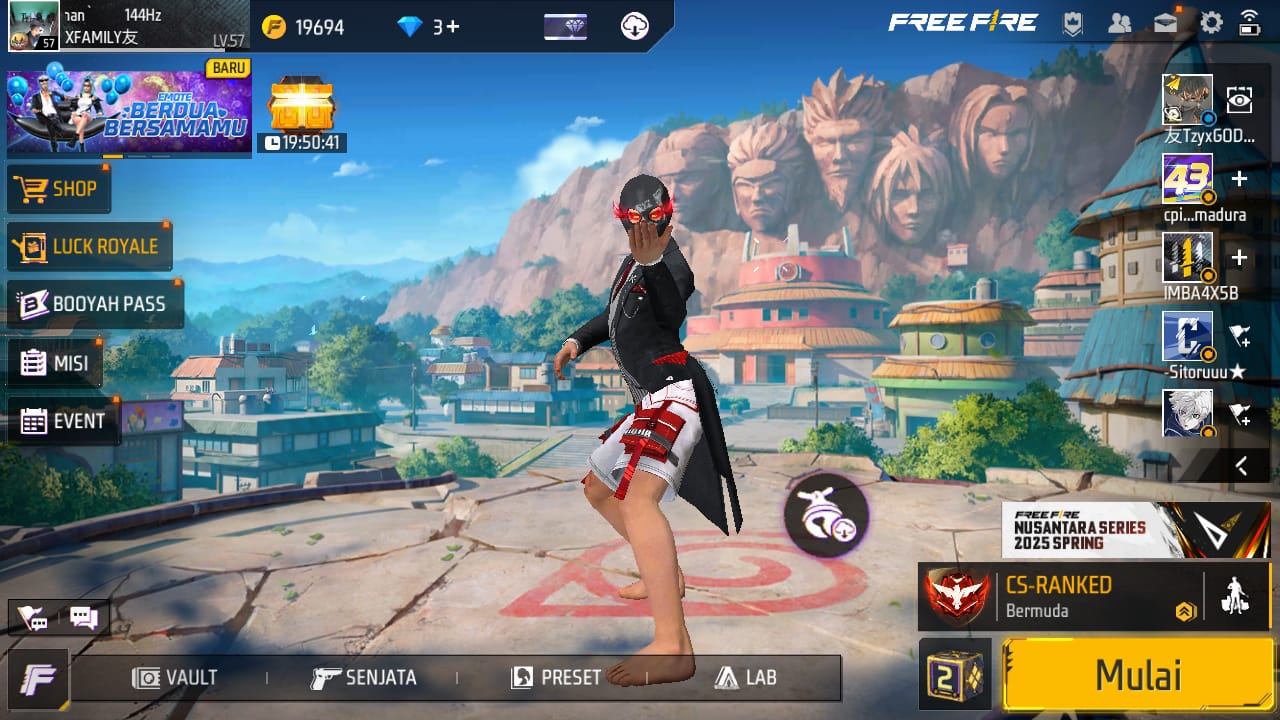 nan` 144Hz
XFAMILY友
57
LV.57
19694
3+
FREE FIRE
BARU
EMOTE
BERDUA
BERSAMAMU
19:50:41
SHOP
LUCK ROYALE
BOOYAH PASS
MISI
EVENT
友TzyxGOD...
43
cpi...madura
IMBA4X5B
-Sitoruuu★
FREE FIRE
NUSANTARA SERIES
2025 SPRING
CS-RANKED
Bermuda
VAULT
SENJATA
PRESET
LAB
2
Mulai